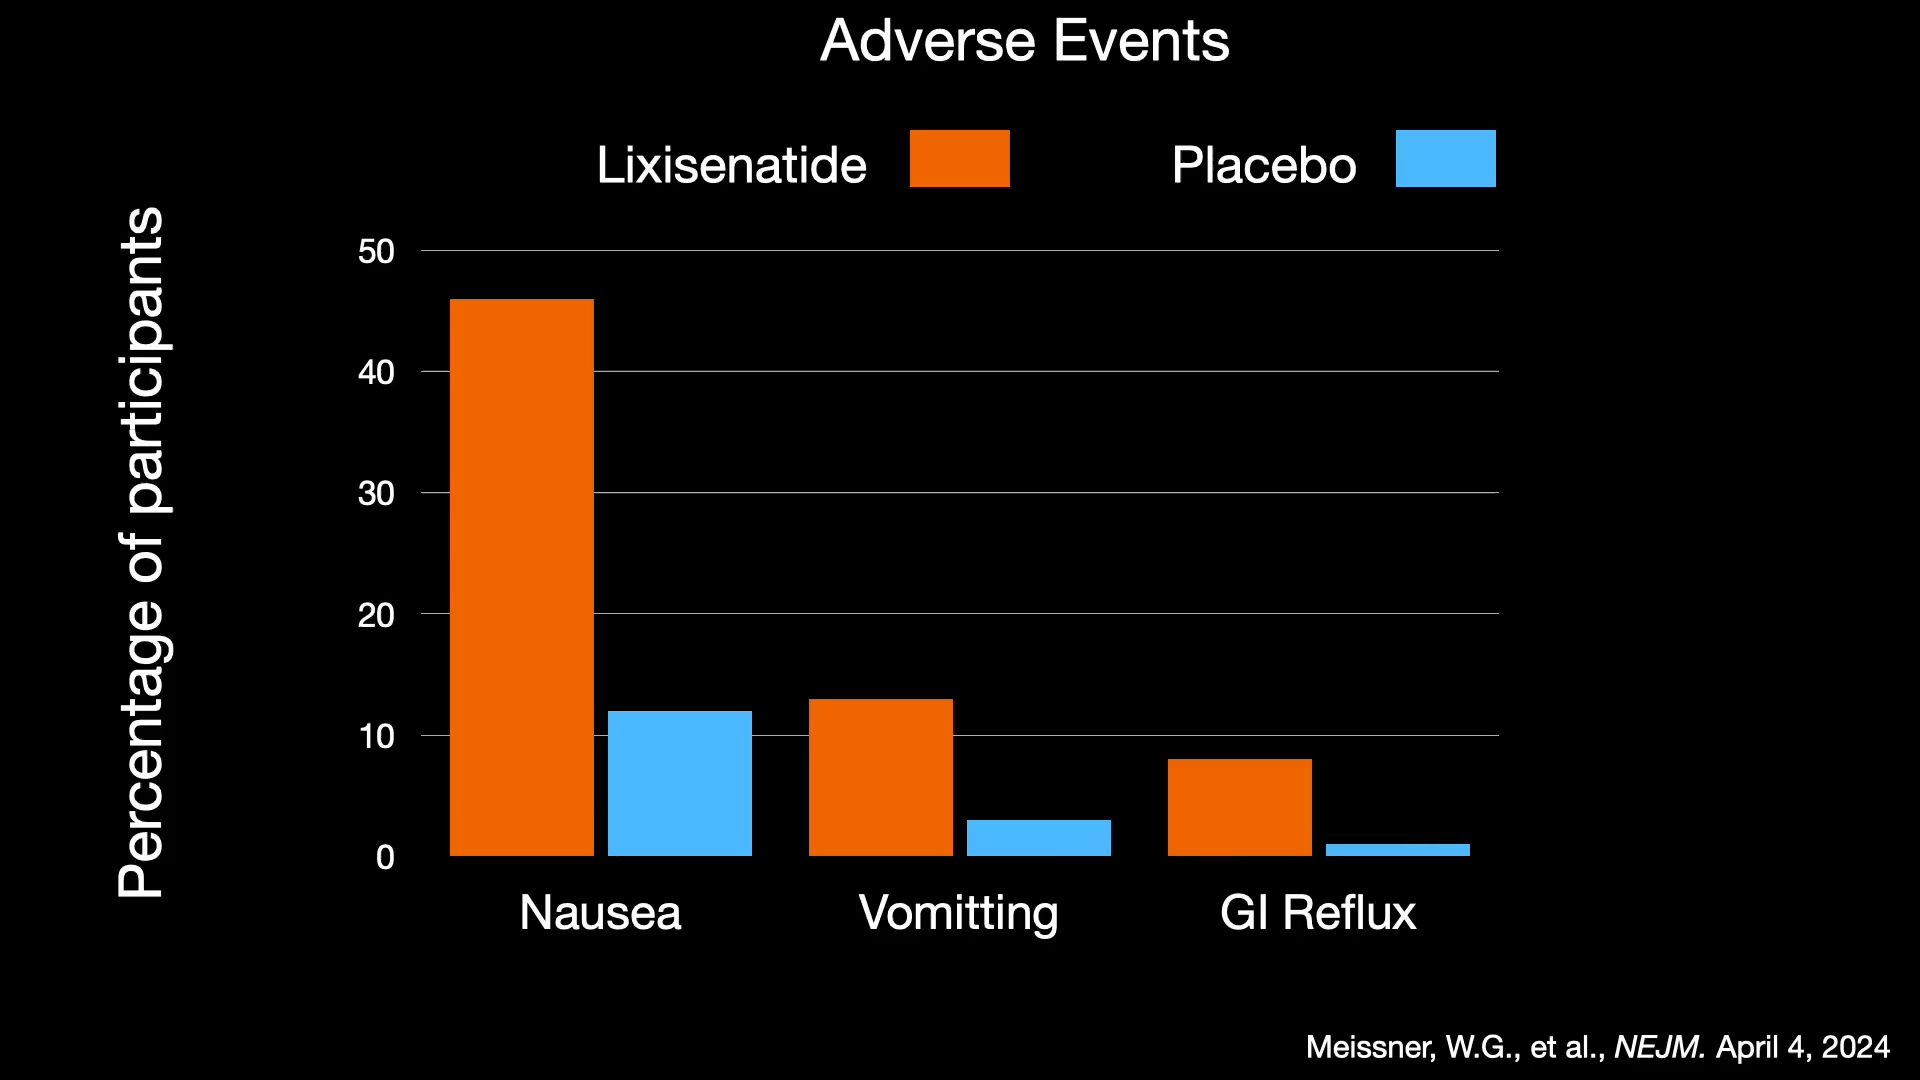 Adverse Events
Lixisenatide Placebo
Percentage of participants
50
40
30
20
10
0
Nausea Vomitting GI Reflux
Meissner, W.G., et al., NEJM. April 4, 2024